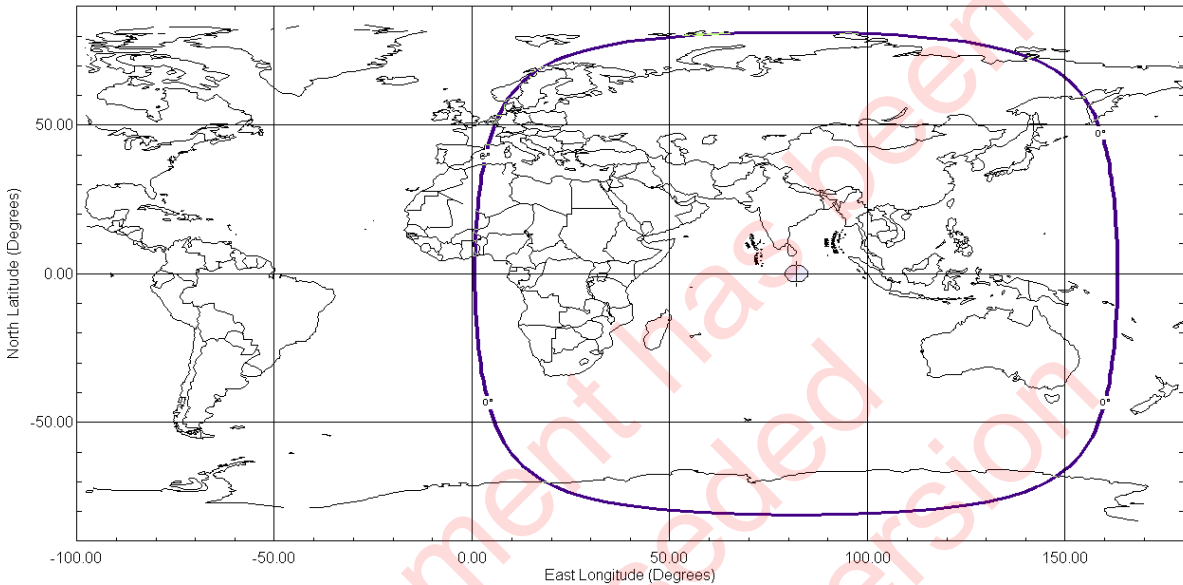 50.00
0.00
-50.00
North Latitude (Degrees)
0°
0°
0°
0°
-100.00 -50.00 0.00 50.00 100.00 150.00
East Longitude (Degrees)
ment has been
eded
ersion